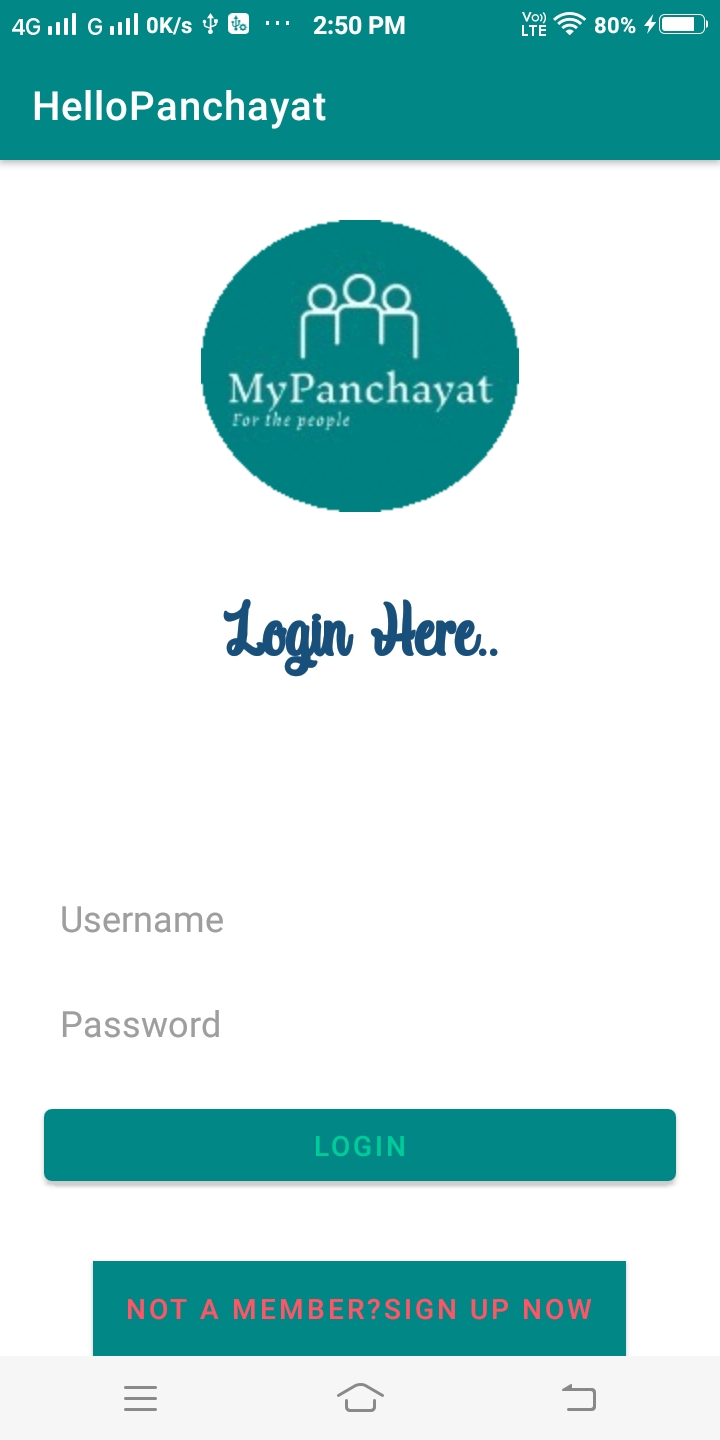 4G G 0K/s ... 2:50 PM Vo)) LTE 80%
HelloPanchayat
MyPanchayat
For the people
Login Here..
Username
Password
LOGIN
NOT A MEMBER?SIGN UP NOW